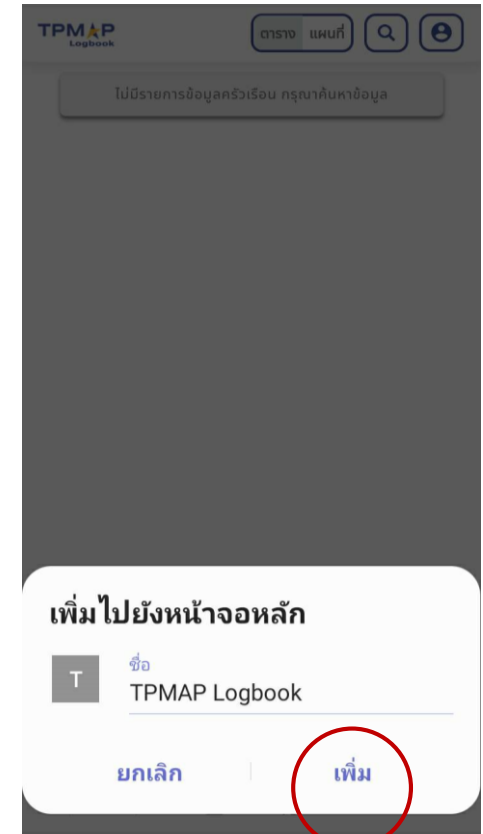 TPMAP
Logbook
ตาราง แผนที่
ไม่มีรายการข้อมูลครัวเรือน กรุณาค้นหาข้อมูล
เพิ่มไปยังหน้าจอหลัก
T
ชื่อ
TPMAP Logbook
ยกเลิก เพิ่ม